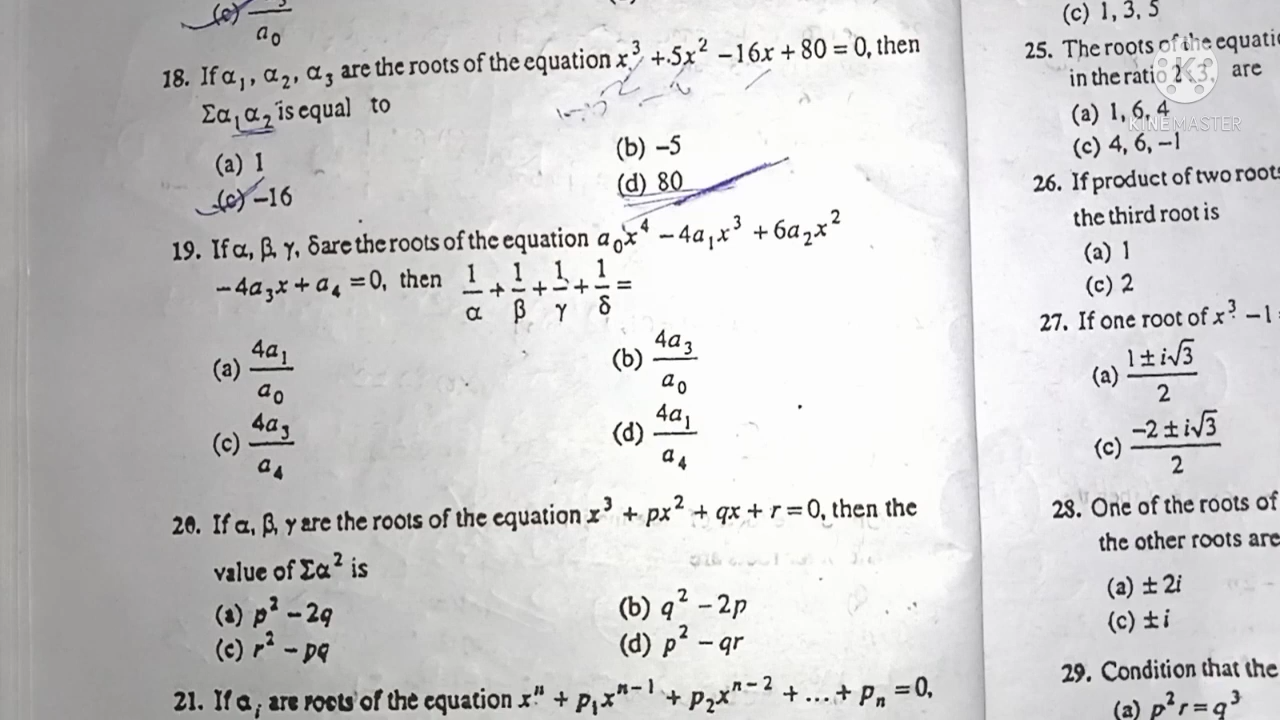 (c) 3/a₀
18. If α₁, α₂, α₃ are the roots of the equation x³ + 5x² – 16x + 80 = 0, then
Σα₁α₂ is equal to
(a) 1 (b) –5
(c) –16 (d) 80
19. If α, β, γ, δ are the roots of the equation a₀x⁴ – 4a₁x³ + 6a₂x²
– 4a₃x + a₄ = 0, then 1/α + 1/β + 1/γ + 1/δ =
(a) 4a₁/a₀ (b) 4a₃/a₀
(c) 4a₃/a₄ (d) 4a₁/a₄
20. If α, β, γ are the roots of the equation x³ + px² + qx + r = 0, then the
value of Σα² is
(a) p² – 2q (b) q² – 2p
(c) r² – pq (d) p² – qr
21. If αᵢ are roots of the equation xⁿ + p₁xⁿ⁻¹ + p₂xⁿ⁻² + ... + pₙ = 0,
(c) 1, 3, 5
25. The roots of the equati
in the ratio 2 : 3, are
(a) 1, 6, 4
(c) 4, 6, –1
26. If product of two roots
the third root is
(a) 1
(c) 2
27. If one root of x³ – 1
(a) 1 ± i√3/2
(c) –2 ± i√3/2
28. One of the roots of
the other roots are
(a) ± 2i
(c) ± i
29. Condition that the
(a) p²r = q³
KINEMASTER